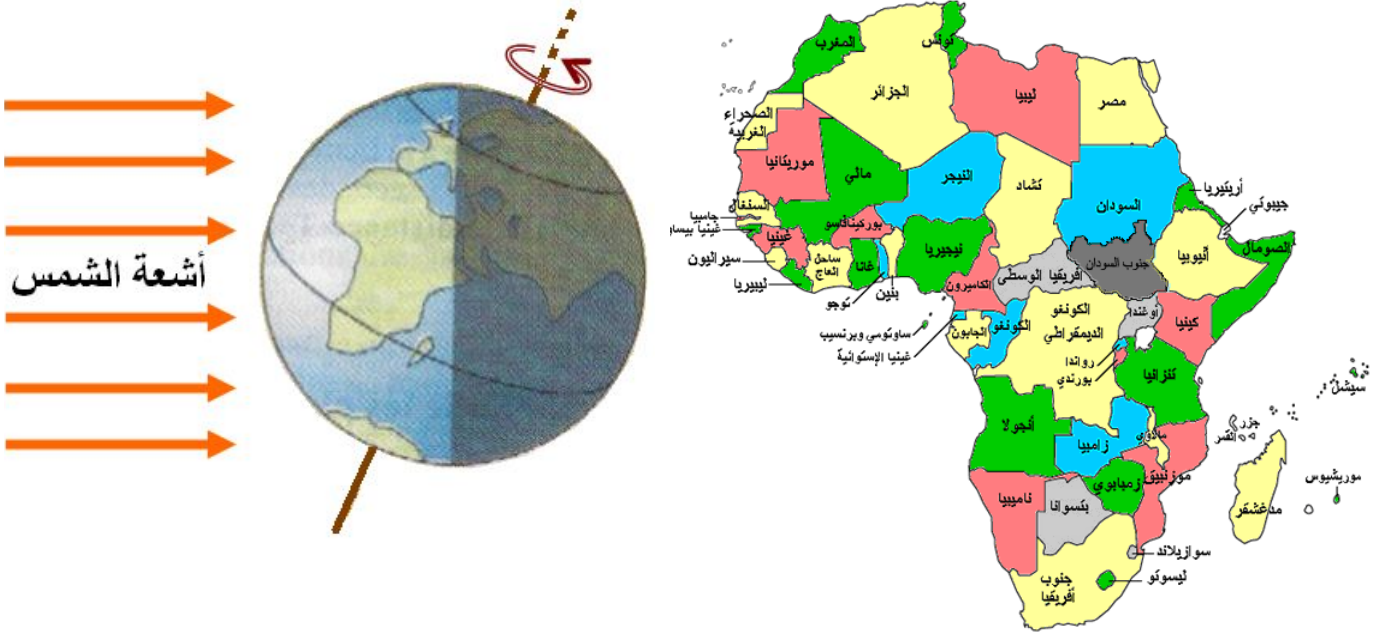 أشعة الشمس
المغرب
تونس
الجزائر
ليبيا
مصر
الصحراء
الغربية
موريتانيا
مالي
النيجر
تشاد
السودان
أريتيريا
جيبوتي
السنغال
جامبيا
غينيا بيساو
غينيا
بوركينافاسو
سيراليون
ليبيريا
ساحل
العاج
غانا
توجو
بنين
نيجيريا
الكاميرون
أفريقيا الوسطى
جنوب السودان
أثيوبيا
الصومال
ساوتومي وبرنسيب
غينيا الإستوائية
الجابون
الكونغو
الكونغو
الديمقراطي
أوغندا
كينيا
رواندا
بورندي
تنزانيا
سيشل
أنجولا
زامبيا
مالاوي
جزر
القمر
موزنبيق
زمبابوي
ناميبيا
بتسوانا
مدغشقر
موريشيوس
سوازيلاند
ليسوتو
جنوب
أفريقيا